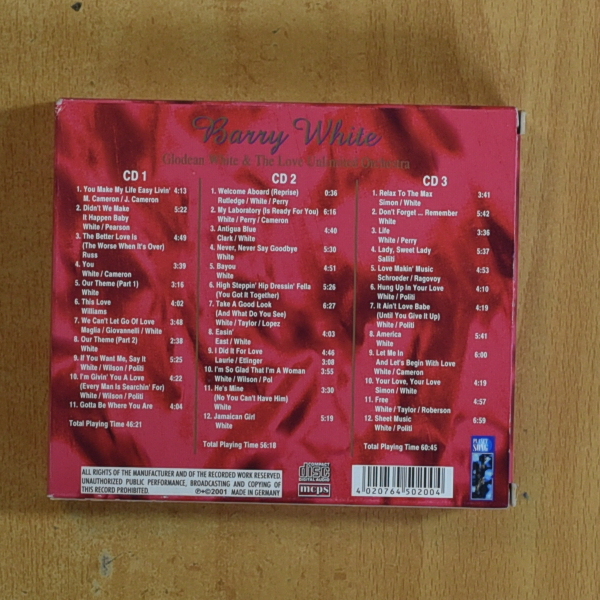 Barry White
Glodean White & The Love Unlimited Orchestra
CD 1
1. You Make My Life Easy Livin' 4:13
M. Cameron / J. Cameron
2. Didn't We Make 5:22
It Happen Baby
White / Pearson
3. The Better Love Is 4:49
(The Worse When It's Over)
Russ
4. You 3:39
White / Cameron
5. Our Theme (Part 1) 3:16
White
6. This Love 4:02
Williams
7. We Can't Let Go Of Love 3:48
Maglia / Giovannelli / White
8. Our Theme (Part 2) 2:38
White
9. If You Want Me, Say It 5:25
White / Wilson / Politi
10. I'm Givin' You A Love 4:22
(Every Man Is Searchin' For)
White / Wilson / Politi
11. Gotta Be Where You Are 4:04
Total Playing Time 46:21
CD 2
1. Welcome Aboard (Reprise) 0:36
Rutledge / White / Perry
2. My Laboratory (Is Ready For You) 6:16
White / Perry / Cameron
3. Antigua Blue 4:40
Clark / White
4. Never, Never Say Goodbye 5:30
White
5. Bayou 4:51
White
6. High Steppin' Hip Dressin' Fella 5:26
(You Got It Together)
7. Take A Good Look 6:27
(And What Do You See)
White / Taylor / Lopez
8. Easin' 4:03
East / White
9. I Did It For Love 4:46
Laurie / Etlinger 3:08
10. I'm So Glad That I'm A Woman 3:55
White / Wilson / Pol
11. He's Mine 3:30
(No You Can't Have Him)
White
12. Jamaican Girl 5:19
White
Total Playing Time 56:18
CD 3
1. Relax To The Max 3:41
Simon / White
2. Don't Forget ... Remember 5:42
White
3. Life 3:36
White / Perry
4. Lady, Sweet Lady 5:37
Salliti
5. Love Makin' Music 4:53
Schroeder / Ragovoy
6. Hung Up In Your Love 4:10
White / Politi
7. It Ain't Love Babe 4:19
(Until You Give It Up)
White / Politi
8. America 5:41
White
9. Let Me In 6:00
And Let's Begin With Love
White / Cameron
10. Your Love, Your Love 4:19
Simon / White
11. Free 4:57
White / Taylor / Roberson
12. Sheet Music 6:59
White / Politi
Total Playing Time 60:45
ALL RIGHTS OF THE MANUFACTURER AND OF THE RECORDED WORK RESERVED.
UNAUTHORIZED PUBLIC PERFORMANCE, BROADCASTING AND COPYING OF
THIS RECORD PROHIBITED. ℗+©2001 MADE IN GERMANY
COMPACT
disc
DIGITAL AUDIO
mcps
4 020764 502004
PLANET
SONG